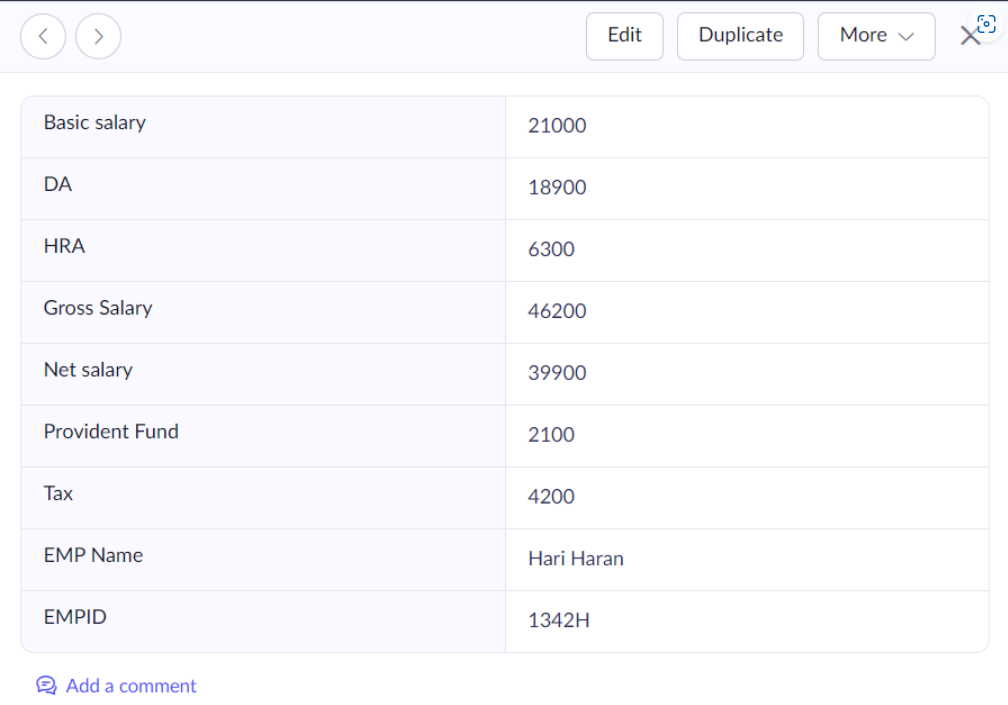 Edit Duplicate More
Basic salary 21000
DA 18900
HRA 6300
Gross Salary 46200
Net salary 39900
Provident Fund 2100
Tax 4200
EMP Name Hari Haran
EMPID 1342H
Add a comment